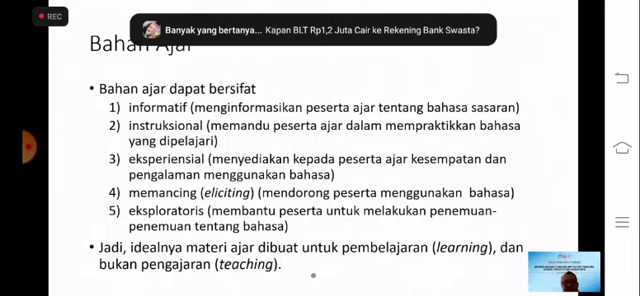 REC
Banyak yang bertanya... Kapan BLT Rp1,2 Juta Cair ke Rekening Bank Swasta?
Bahan Ajar
• Bahan ajar dapat bersifat
1) informatif (menginformasikan peserta ajar tentang bahasa sasaran)
2) instruksional (memandu peserta ajar dalam mempraktikkan bahasa
yang dipelajari)
3) eksperiensial (menyediakan kepada peserta ajar kesempatan dan
pengalaman menggunakan bahasa)
4) memancing (eliciting) (mendorong peserta menggunakan bahasa)
5) eksploratoris (membantu peserta untuk melakukan penemuan-
penemuan tentang bahasa)
• Jadi, idealnya materi ajar dibuat untuk pembelajaran (learning), dan
bukan pengajaran (teaching).